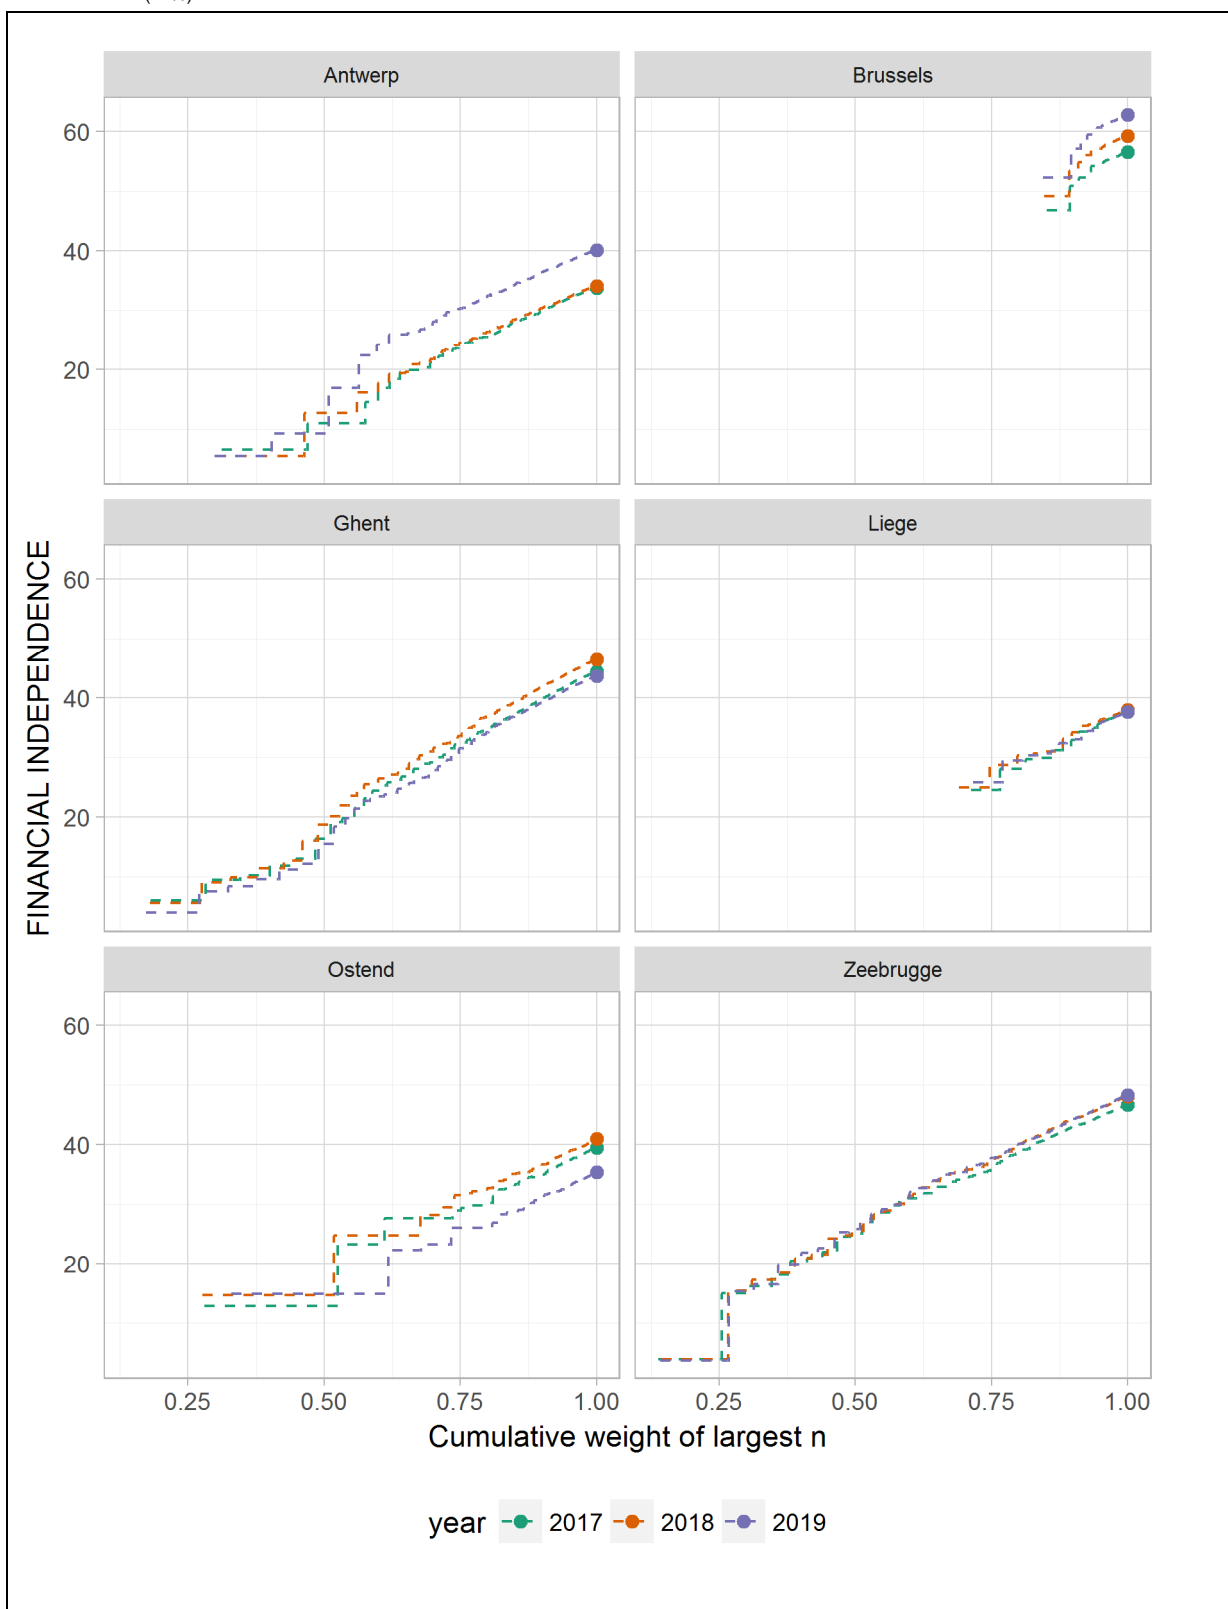 Antwerp Brussels
60
40
20
Ghent Liege
60
40
20
FINANCIAL INDEPENDENCE
Ostend Zeebrugge
60
40
20
0.25 0.50 0.75 1.00 0.25 0.50 0.75 1.00
Cumulative weight of largest n
year 2017 2018 2019